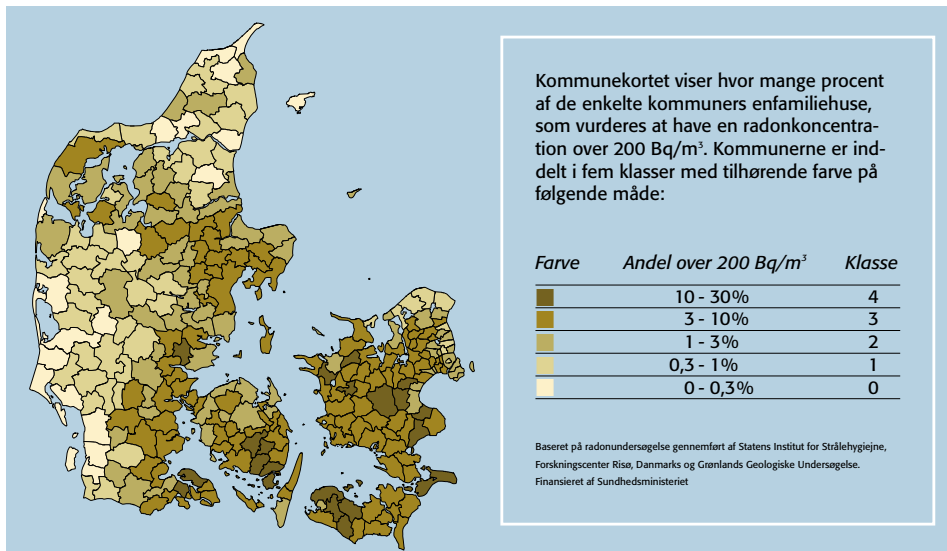 Kommunekortet viser hvor mange procent
af de enkelte kommuners enfamiliehuse,
som vurderes at have en radonkoncentra-
tion over 200 Bq/m³. Kommunerne er ind-
delt i fem klasser med tilhørende farve på
følgende måde:
Farve Andel over 200 Bq/m³ Klasse
10 - 30% 4
3 - 10% 3
1 - 3% 2
0,3 - 1% 1
0 - 0,3% 0
Baseret på radonundersøgelse gennemført af Statens Institut for Strålehygiejne,
Forskningscenter Risø, Danmarks og Grønlands Geologiske Undersøgelse.
Finansieret af Sundhedsministeriet